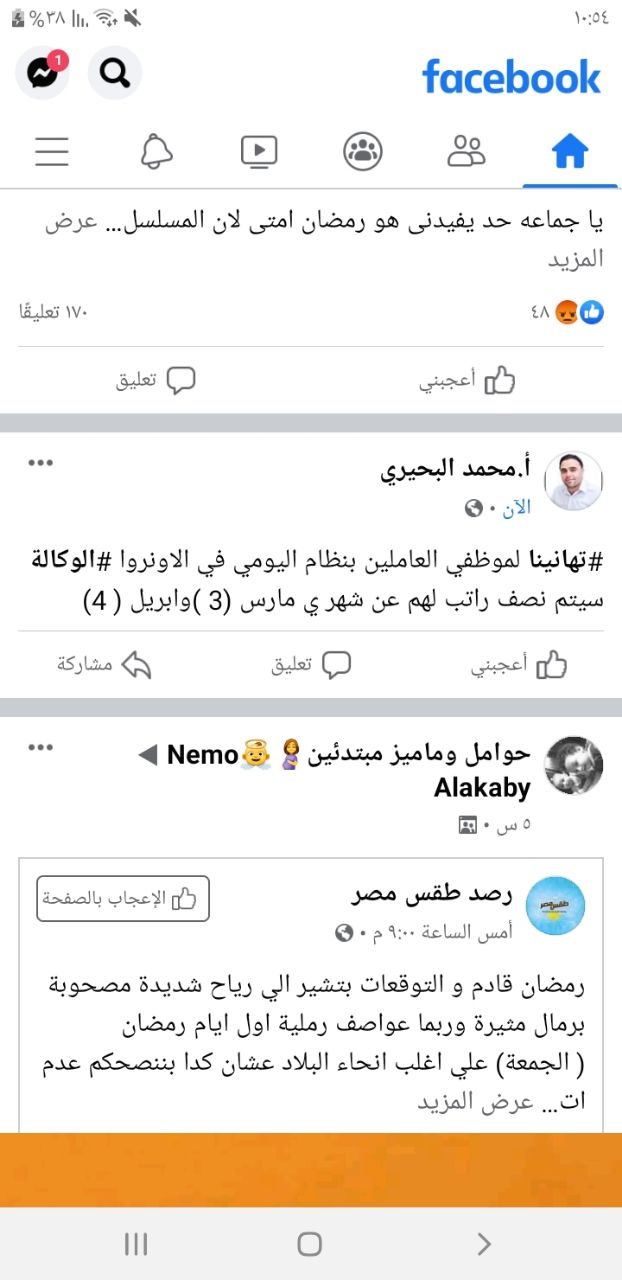 ١٠:٥٤
%٣٨
facebook
1
يا جماعه حد يفيدنى هو رمضان امتى لان المسلسل... عرض
المزيد
٤٨
١٧٠ تعليقًا
أعجبني
تعليق
أ.محمد البحيري
الآن
#تهانينا لموظفي العاملين بنظام اليومي في الاونروا #الوكالة
سيتم نصف راتب لهم عن شهر ي مارس (3 )وابريل ( 4)
أعجبني
تعليق
مشاركة
حوامل وماميز مبتدئين🤰👼Nemo ◀
Alakaby
٥ س
رصد طقس مصر
الإعجاب بالصفحة
أمس الساعة ٩:٠٠ م
رمضان قادم و التوقعات بتشير الي رياح شديدة مصحوبة
برمال مثيرة وربما عواصف رملية اول ايام رمضان
( الجمعة) علي اغلب انحاء البلاد عشان كدا بننصحكم عدم
ات... عرض المزيد